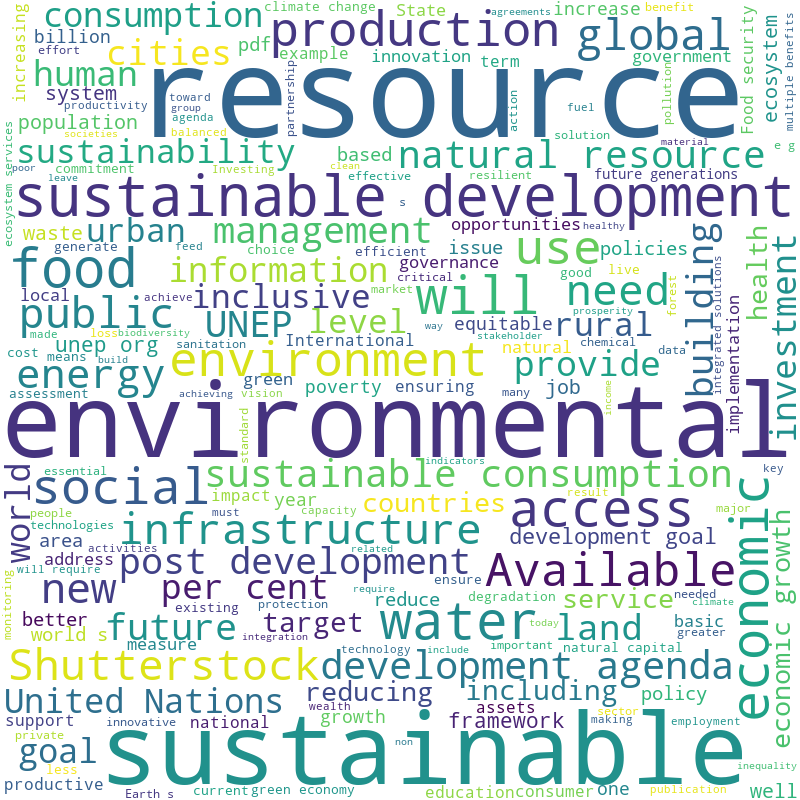 climate change State agreements increase benefit
consumption production global
billion effort pdf example innovation term government
cities
increasing
human
resource
system productivity toward group agenda partnership
action fuel pollution Food security ecosystem multiple benefits
population societies balanced solution material e g
sustainability based natural resource
ecosystem services poor commitment Investing clean effective resilient future generations
leave s
sustainable development
waste urban management opportunities use
generate feed choice efficient issue policies healthy
food information governance good live
critical building health investment
local achieve inclusive market will need forest integrated solutions
public UNEP level way equitable rural prosperity implementation
made loss biodiversity
unep org sanitation International stakeholder chemical
cost means build environment natural provide data
energy green poverty ensuring job
assessment achieving vision many income
environmental
standard
essential sustainable consumption indicators key
world social impact year countries result access major economic economic growth
people capacity
technologies must
infrastructure development goal
area activities related
will require post development Available
address ensure
monitoring new per cent require degradation service needed climate
better existing protection reduce basic
world s future target water land greater
measure integration technology include today important natural capital
Shutterstock development agenda
United Nations reducing including policy
wealth assets sector
support innovative national growth framework making employment
private goal sustainable
less non inequality
productive Earth s current green economy education consumer one publication well